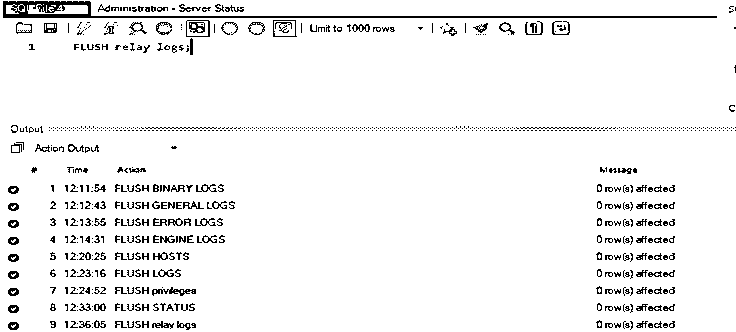 SQL File 4 Administration - Server Status
Limit to 1000 rows
1 FLUSH relay logs;
Output
Action Output
# Time Action Message
1 12:11:54 FLUSH BINARY LOGS 0 row(s) affected
2 12:12:43 FLUSH GENERAL LOGS 0 row(s) affected
3 12:13:55 FLUSH ERROR LOGS 0 row(s) affected
4 12:14:31 FLUSH ENGINE LOGS 0 row(s) affected
5 12:20:25 FLUSH HOSTS 0 row(s) affected
6 12:23:16 FLUSH LOGS 0 row(s) affected
7 12:24:52 FLUSH privileges 0 row(s) affected
8 12:33:00 FLUSH STATUS 0 row(s) affected
9 12:36:05 FLUSH relay logs 0 row(s) affected